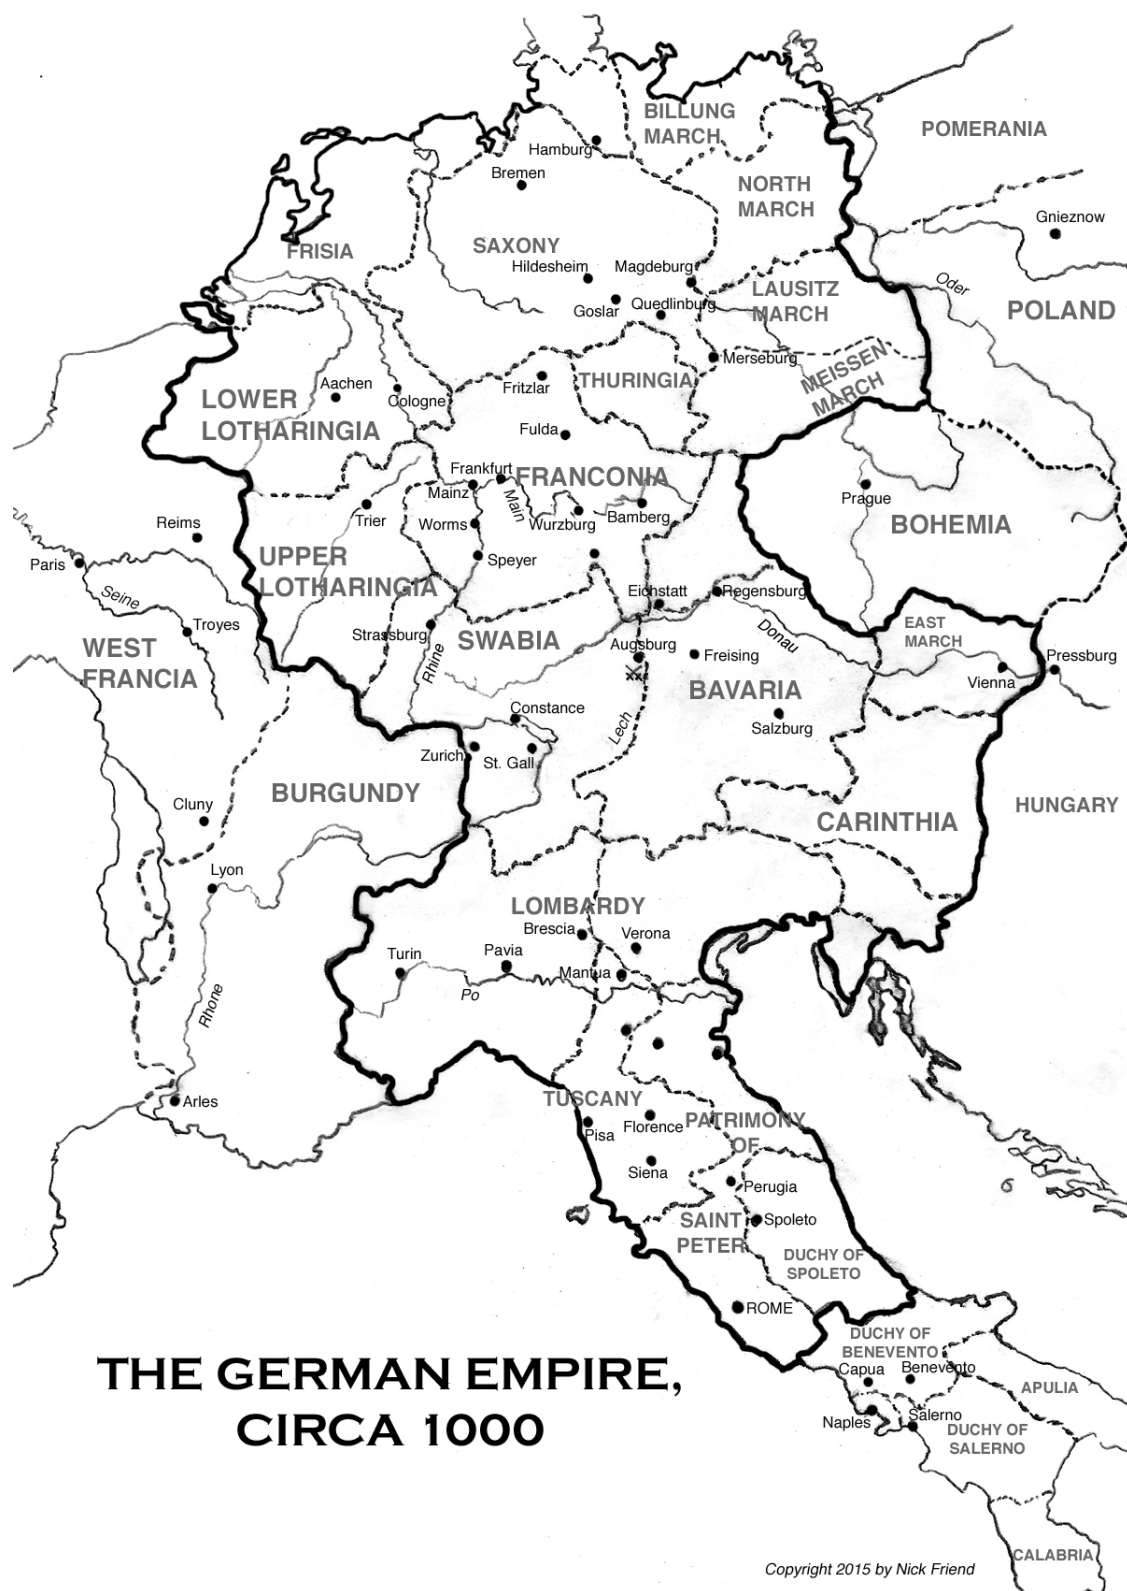 BILLUNG
MARCH
POMERANIA
Hamburg
Bremen
NORTH
MARCH
Gnieznow
FRISIA
SAXONY
Hildesheim
Magdeburg
Oder
LAUSITZ
MARCH
Goslar
Quedlinburg
POLAND
Merseburg
MEISSEN
MARCH
THURINGIA
Fritzlar
Aachen
Cologne
LOWER
LOTHARINGIA
Fulda
Frankfurt
FRANCONIA
Mainz
Main
Prague
Trier
Worms
Wurzburg
Bamberg
BOHEMIA
Reims
Paris
UPPER
LOTHARINGIA
Speyer
Seine
Eichstatt
Regensburg
Troyes
Strassburg
SWABIA
Donau
EAST
MARCH
WEST
FRANCIA
Rhine
Augsburg
Freising
Pressburg
Vienna
BAVARIA
Constance
Lech
Salzburg
Zurich
St. Gall
BURGUNDY
Cluny
HUNGARY
CARINTHIA
Lyon
LOMBARDY
Brescia
Verona
Turin
Pavia
Mantua
Po
Rhone
TUSCANY
Arles
Pisa
Florence
PATRIMONY
OF
Siena
Perugia
SAINT
PETER
Spoleto
DUCHY OF
SPOLETO
ROME
DUCHY OF
BENEVENTO
Capua
Benevento
APULIA
Naples
Salerno
DUCHY OF
SALERNO
CALABRIA
THE GERMAN EMPIRE,
CIRCA 1000
Copyright 2015 by Nick Friend